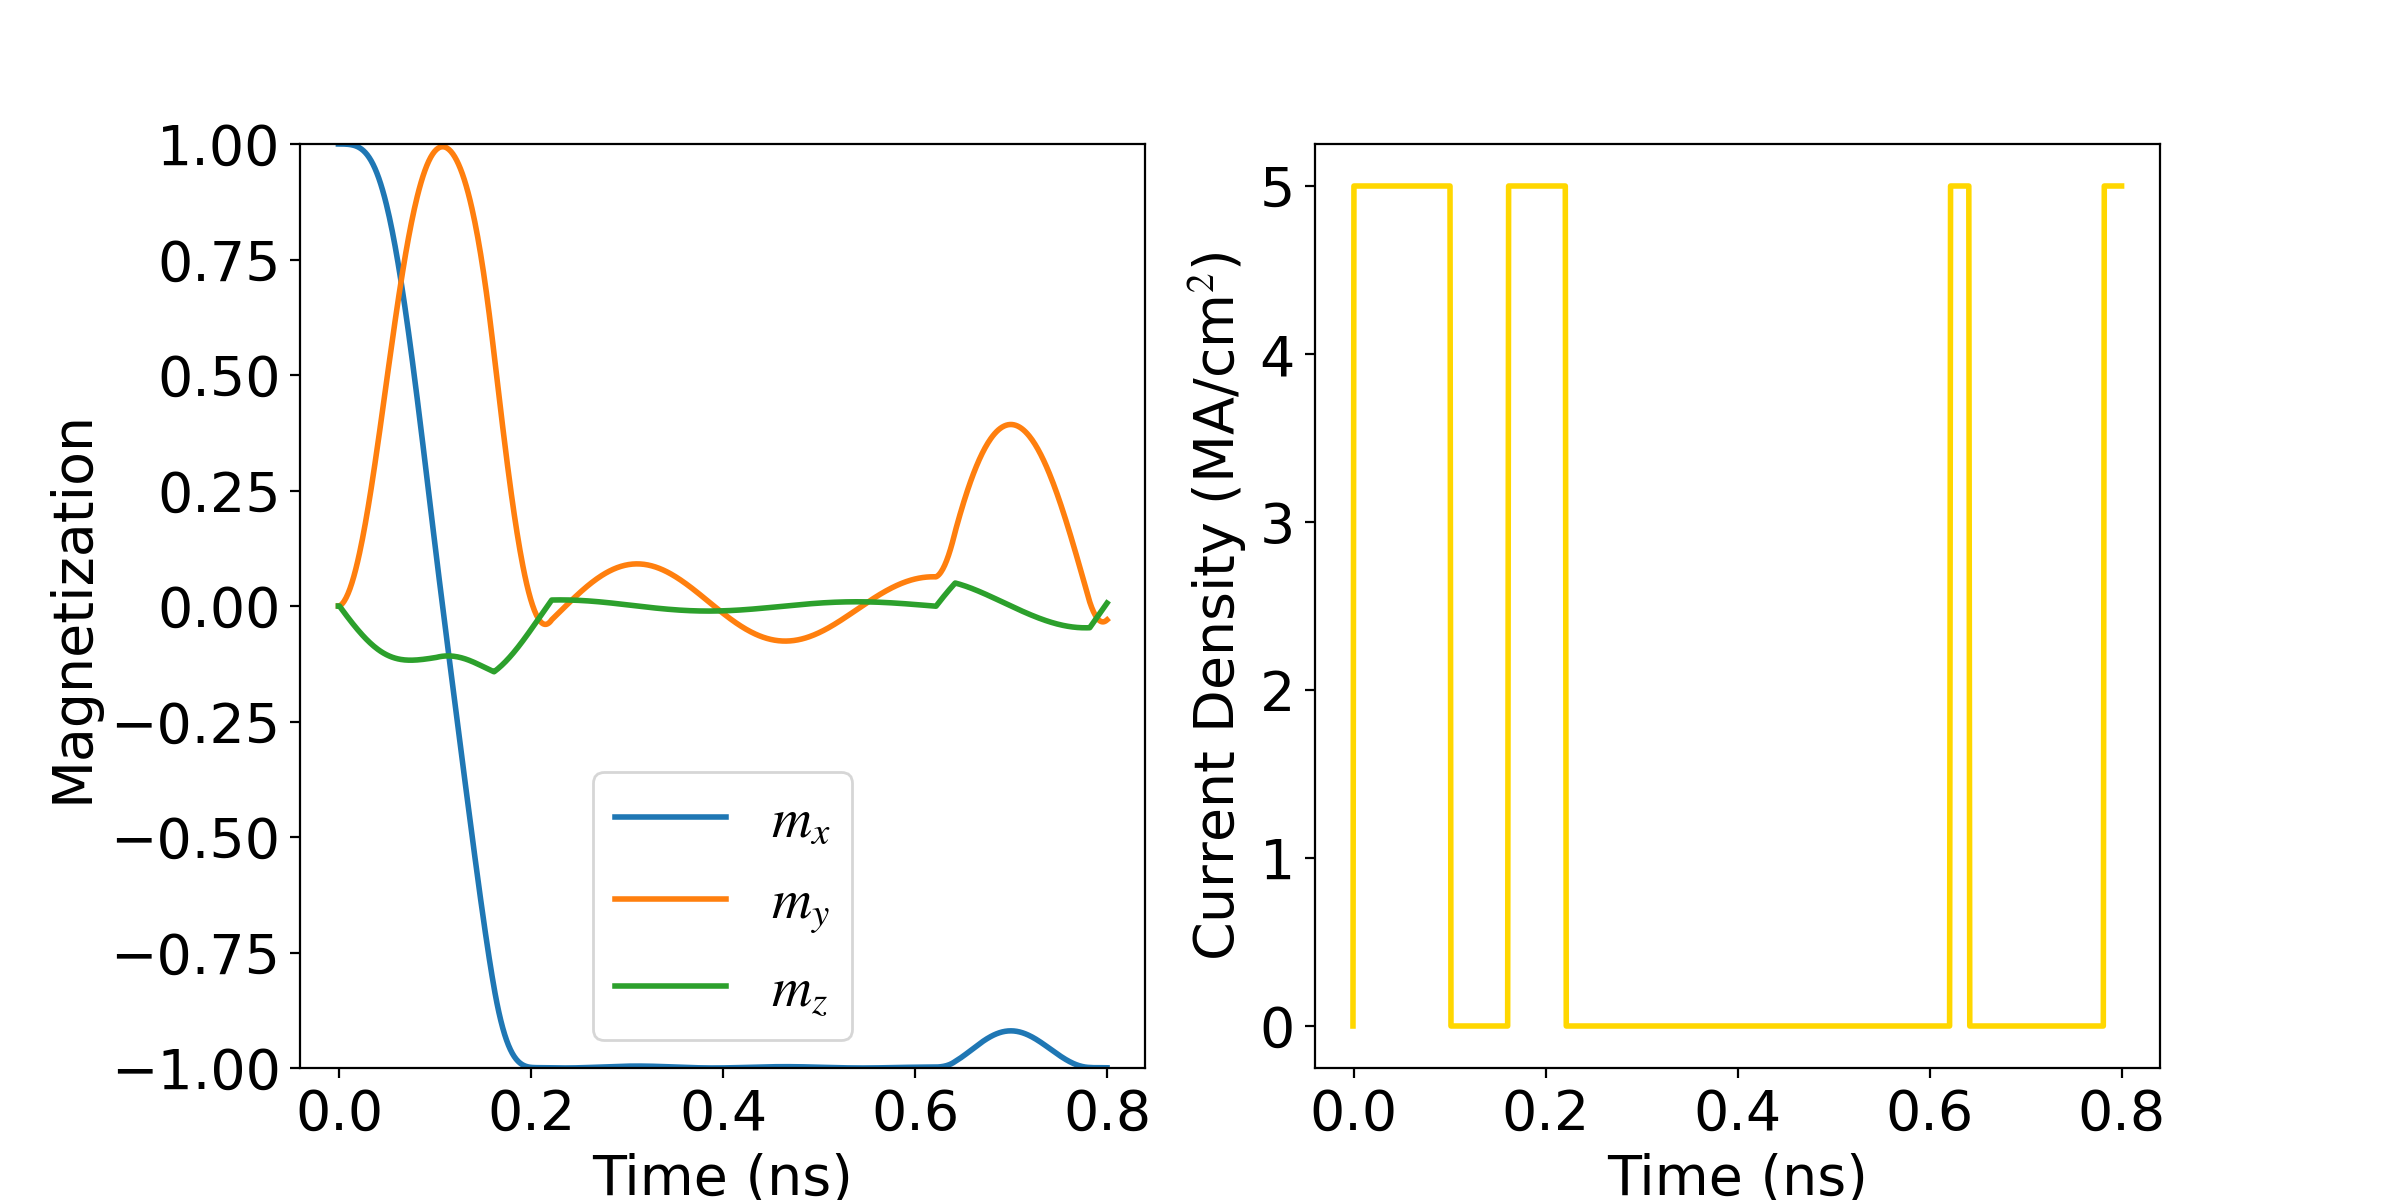 Magnetization
1.00
0.75
0.50
0.25
0.00
−0.25
−0.50
−0.75
−1.00
0.0 0.2 0.4 0.6 0.8
Time (ns)
m_x
m_y
m_z
Current Density (MA/cm²)
5
4
3
2
1
0
0.0 0.2 0.4 0.6 0.8
Time (ns)